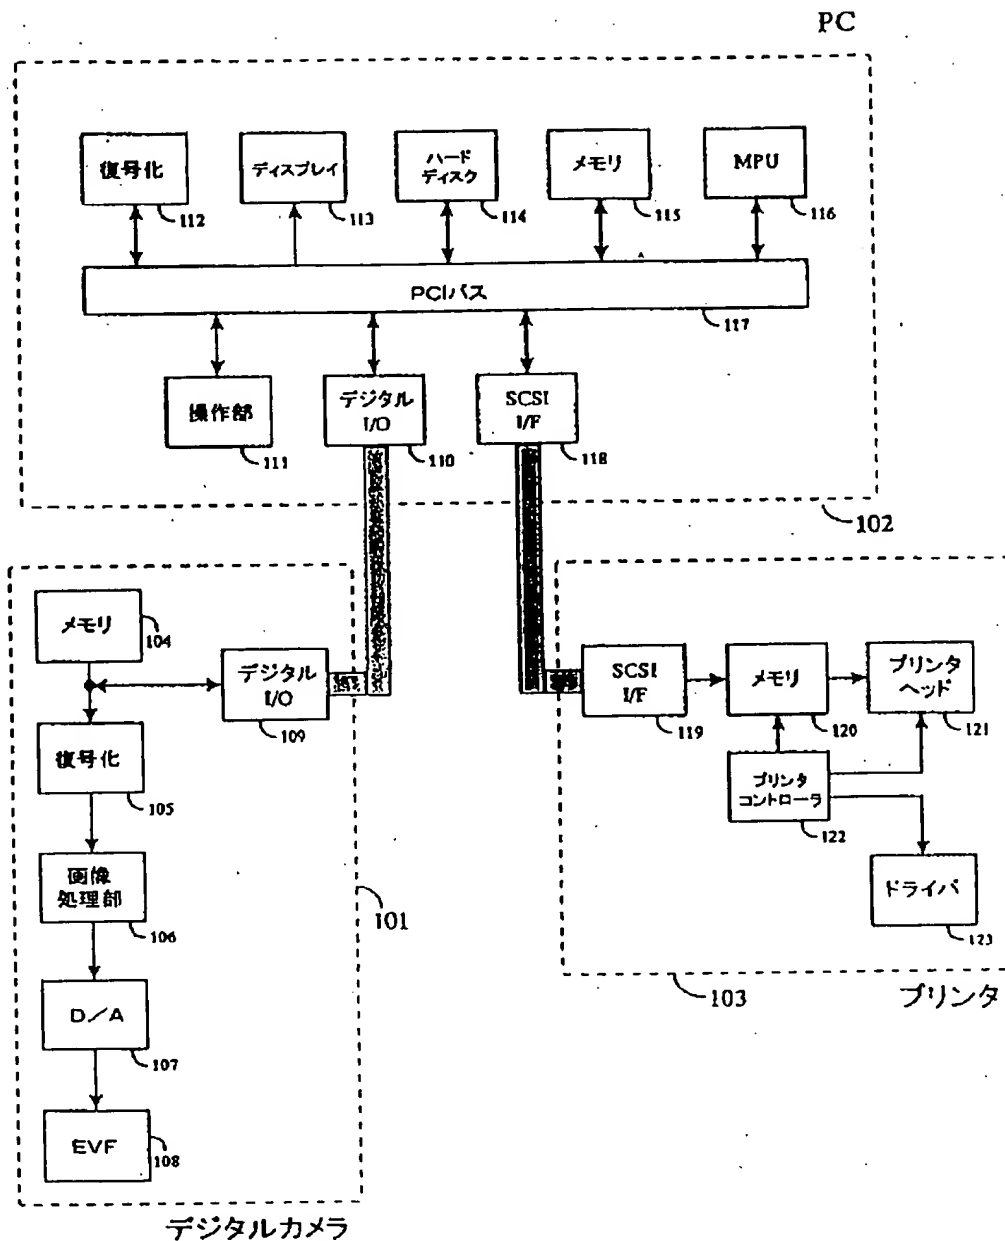 PC
復号化
112
ディスプレイ
113
ハード
ディスク
114
メモリ
115
MPU
116
PCIバス
117
操作部
111
デジタル
I/O
110
SCSI
I/F
118
102
メモリ
104
デジタル
I/O
109
復号化
105
画像
処理部
106
D/A
107
EVF
108
101
デジタルカメラ
SCSI
I/F
119
メモリ
120
プリンタ
ヘッド
121
プリンタ
コントローラ
122
ドライバ
123
103
プリンタ